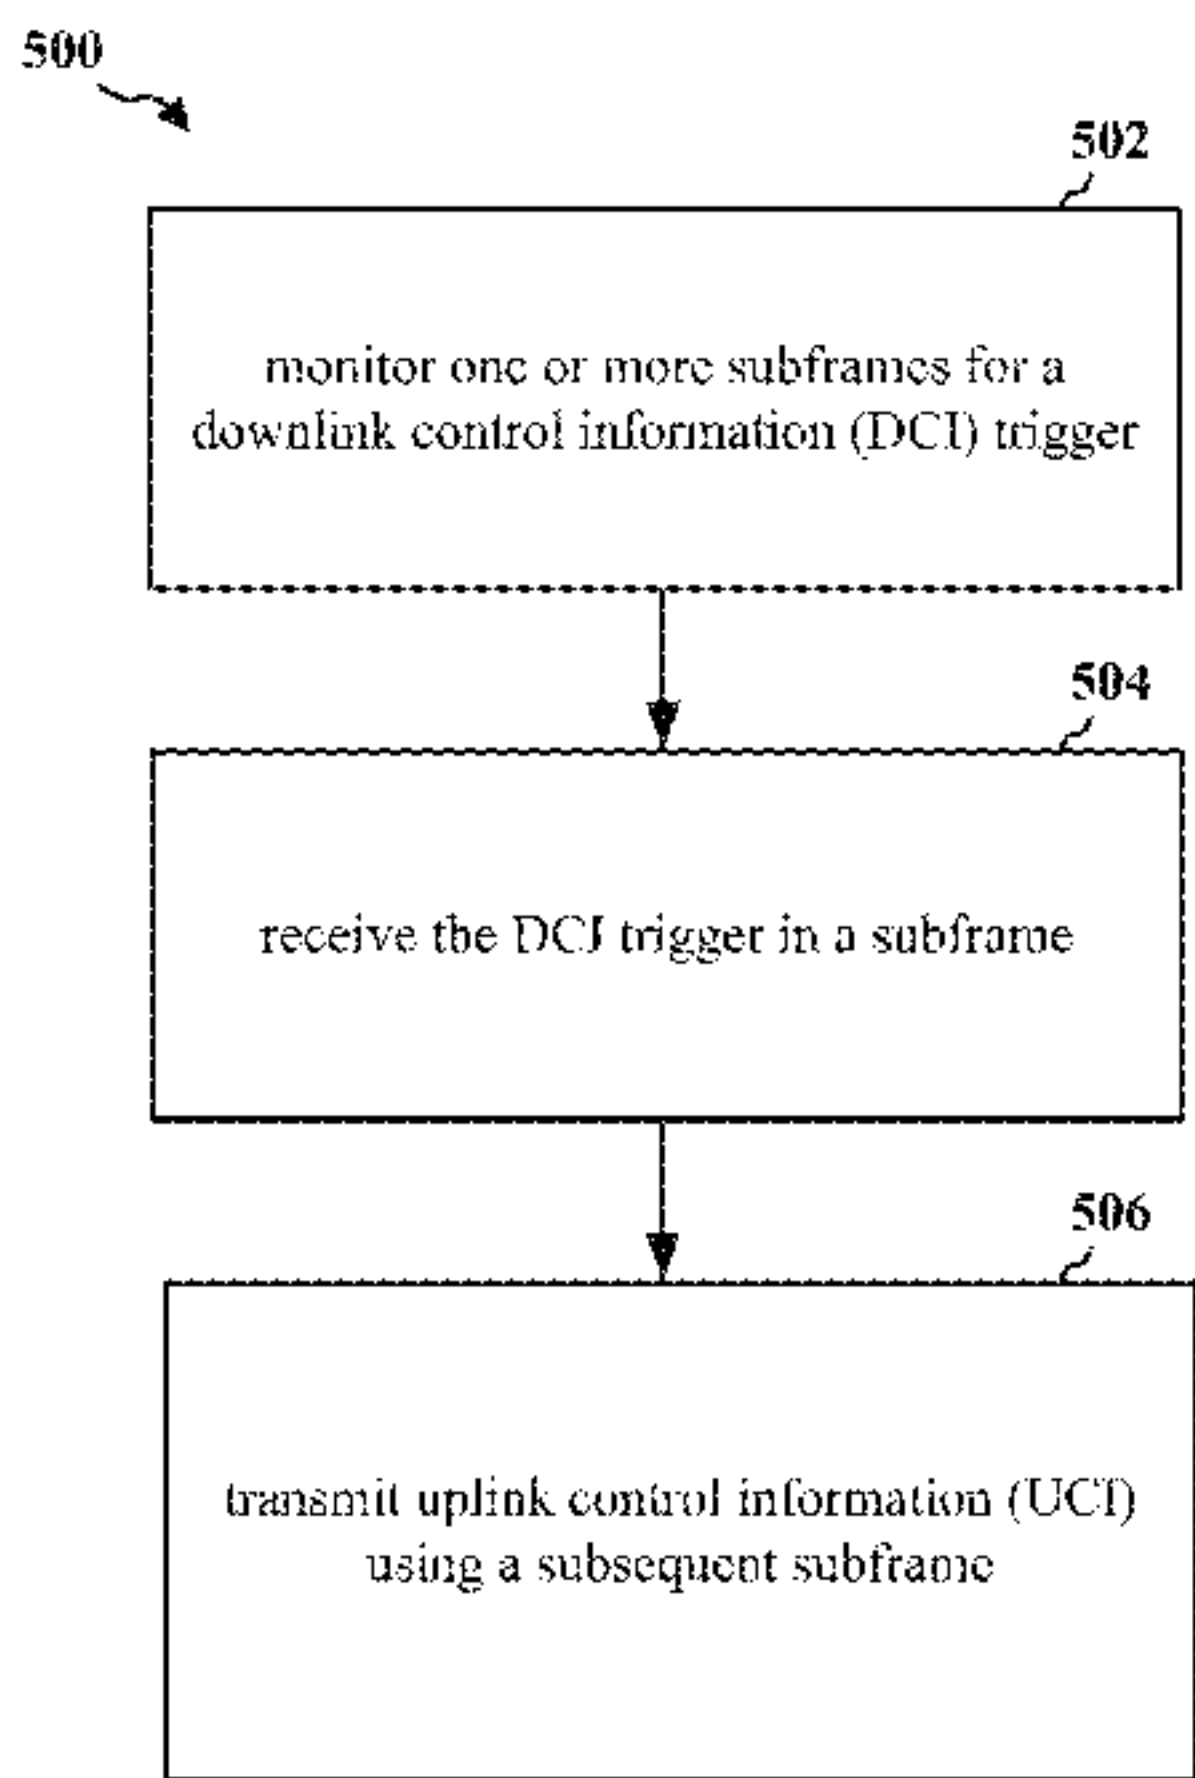 500
502
monitor one or more subframes for a
downlink control information (DCI) trigger
504
receive the DCI trigger in a subframe
506
transmit uplink control information (UCI)
using a subsequent subframe